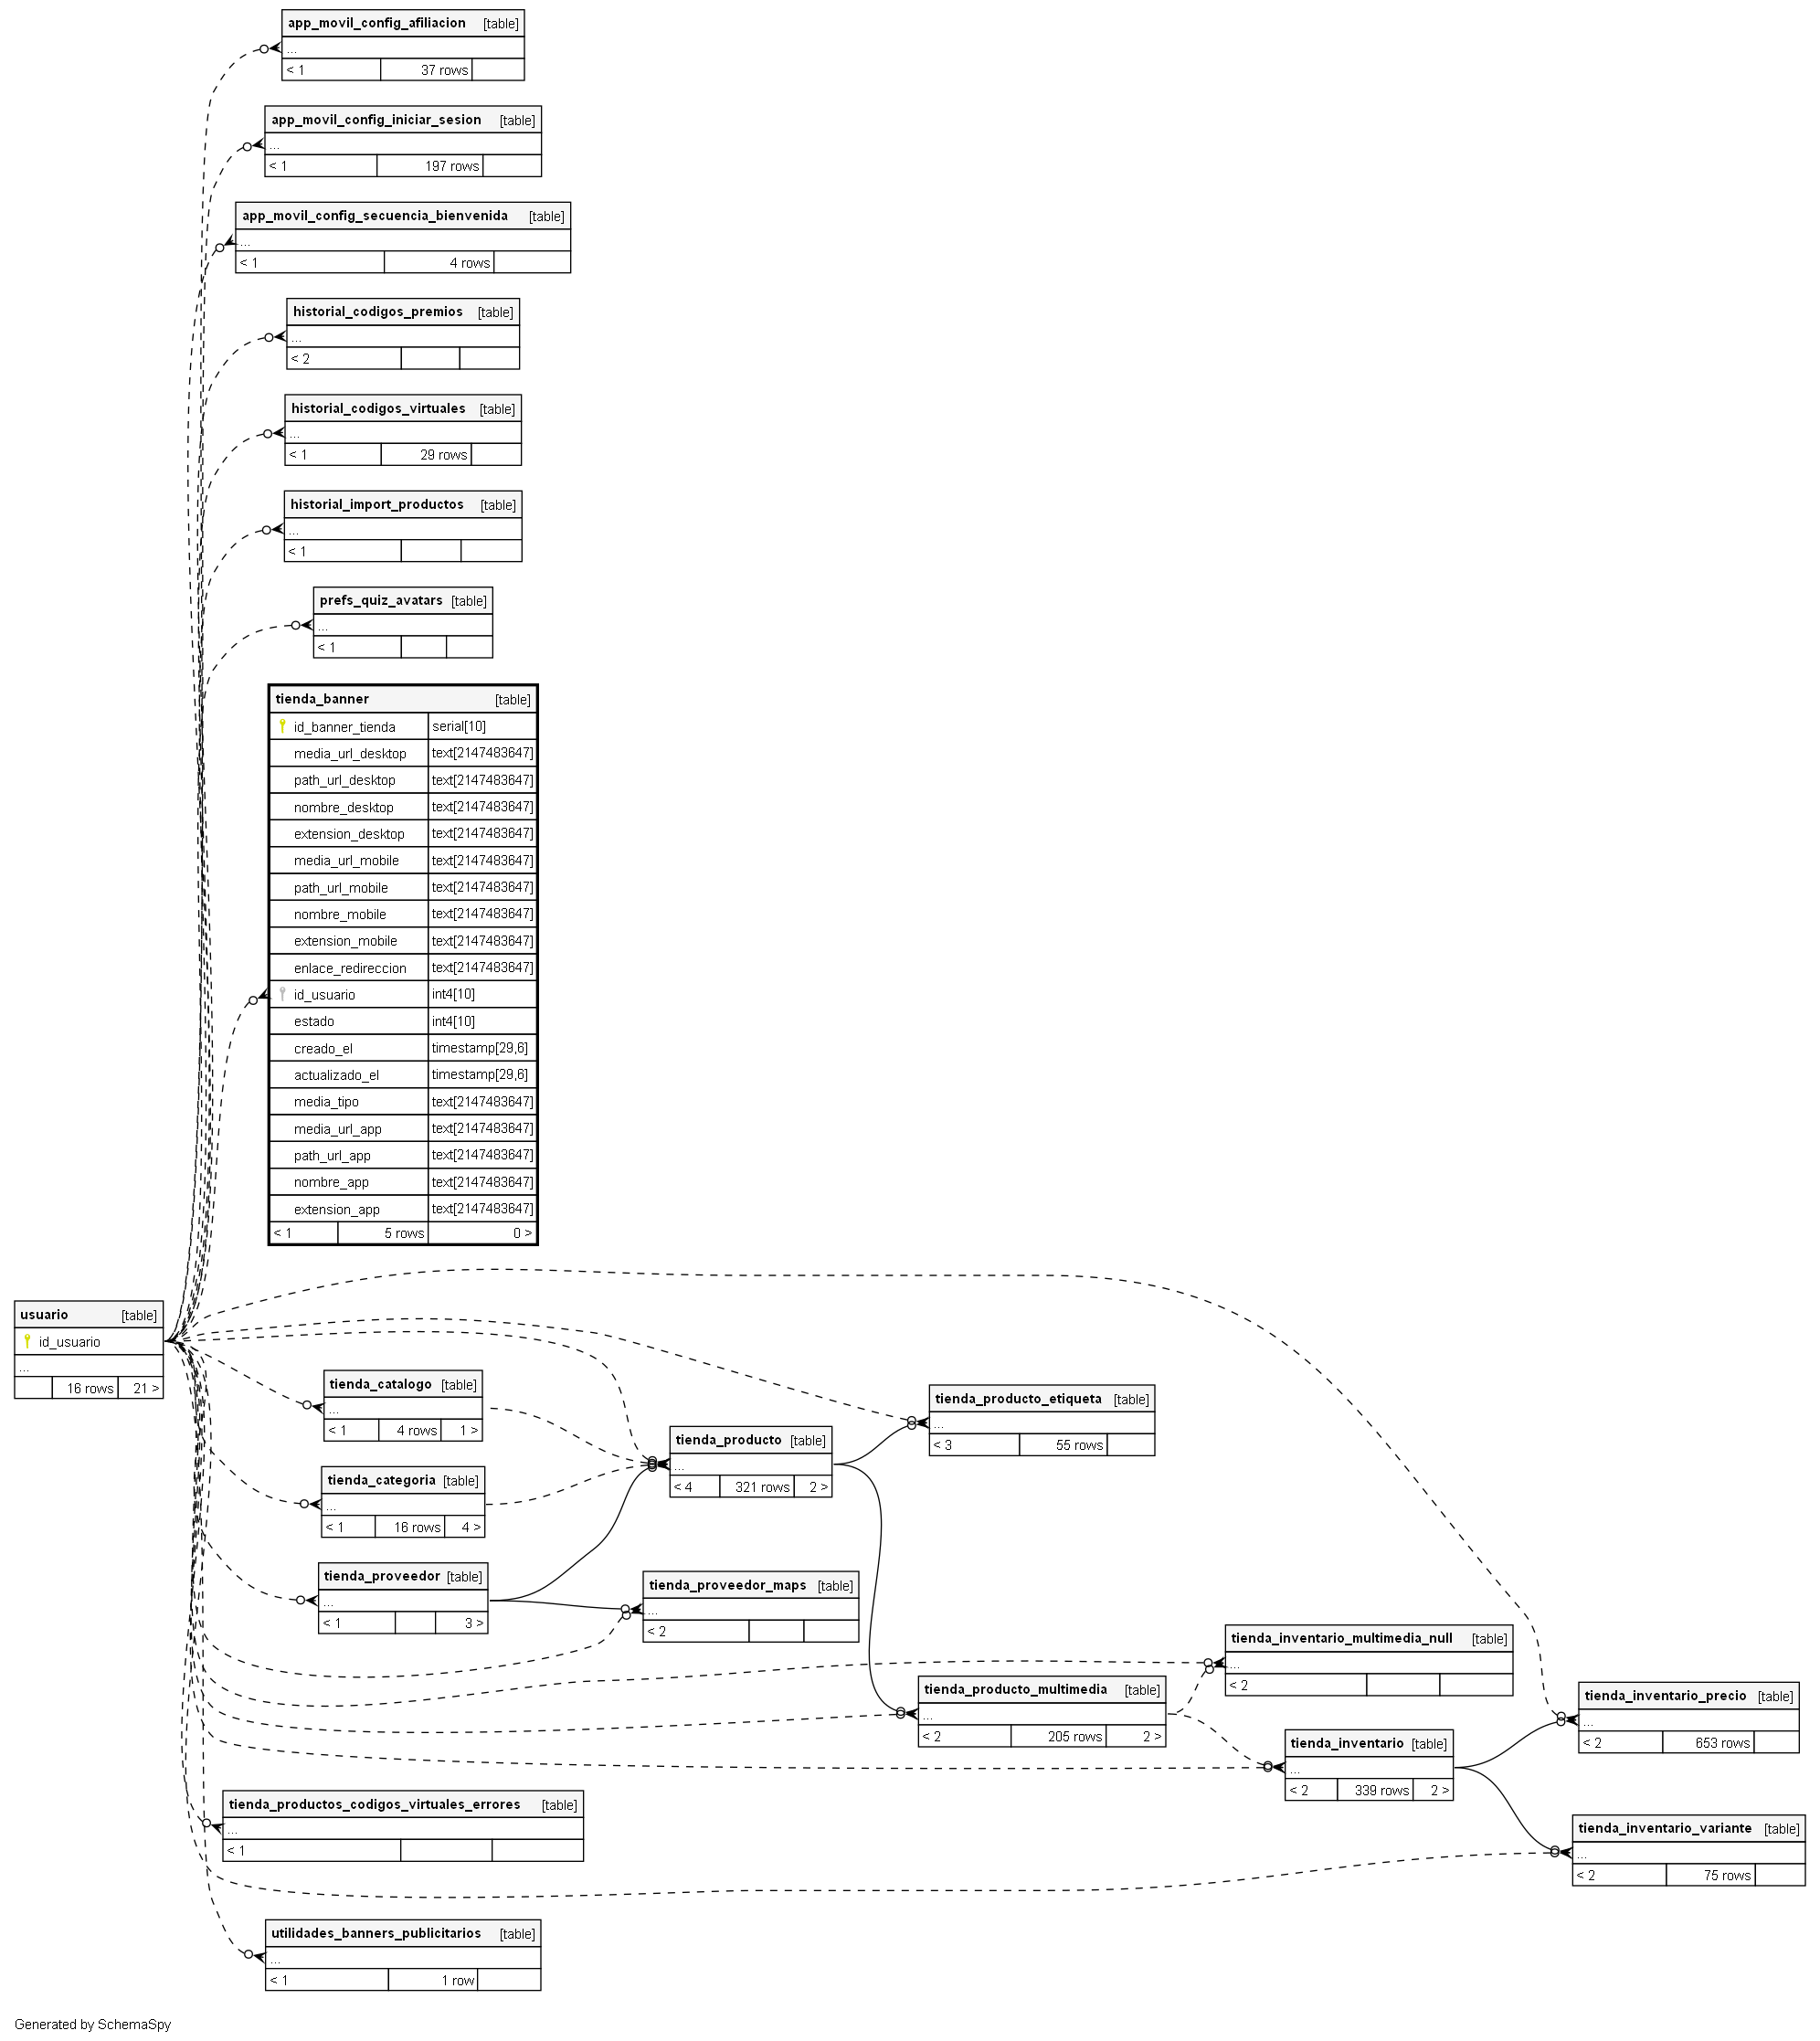 app_movil_config_afiliacion [table]
...
< 1 37 rows
app_movil_config_iniciar_sesion [table]
...
< 1 197 rows
app_movil_config_secuencia_bienvenida [table]
...
< 1 4 rows
historial_codigos_premios [table]
...
< 2
historial_codigos_virtuales [table]
...
< 1 29 rows
historial_import_productos [table]
...
< 1
prefs_quiz_avatars [table]
...
< 1
tienda_banner [table]
id_banner_tienda serial[10]
media_url_desktop text[2147483647]
path_url_desktop text[2147483647]
nombre_desktop text[2147483647]
extension_desktop text[2147483647]
media_url_mobile text[2147483647]
path_url_mobile text[2147483647]
nombre_mobile text[2147483647]
extension_mobile text[2147483647]
enlace_redireccion text[2147483647]
id_usuario int4[10]
estado int4[10]
creado_el timestamp[29,6]
actualizado_el timestamp[29,6]
media_tipo text[2147483647]
media_url_app text[2147483647]
path_url_app text[2147483647]
nombre_app text[2147483647]
extension_app text[2147483647]
< 1 5 rows 0 >
usuario [table]
id_usuario
...
16 rows 21 >
tienda_catalogo [table]
...
< 1 4 rows 1 >
tienda_categoria [table]
...
< 1 16 rows 4 >
tienda_proveedor [table]
...
< 1 3 >
tienda_producto [table]
...
< 4 321 rows 2 >
tienda_producto_etiqueta [table]
...
< 3 55 rows
tienda_proveedor_maps [table]
...
< 2
tienda_producto_multimedia [table]
...
< 2 205 rows 2 >
tienda_inventario_multimedia_null [table]
...
< 2
tienda_inventario [table]
...
< 2 339 rows 2 >
tienda_inventario_precio [table]
...
< 2 653 rows
tienda_inventario_variante [table]
...
< 2 75 rows
tienda_productos_codigos_virtuales_errores [table]
...
< 1
utilidades_banners_publicitarios [table]
...
< 1 1 row
Generated by SchemaSpy